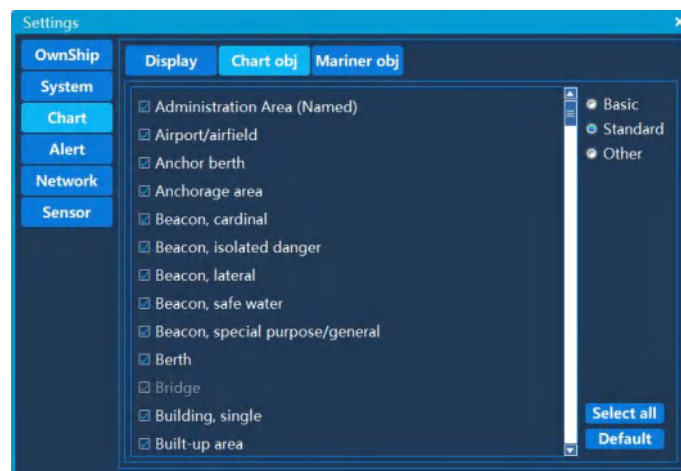 Settings
OwnShip
System
Chart
Alert
Network
Sensor
Display Chart obj Mariner obj
Administration Area (Named)
Airport/airfield
Anchor berth
Anchorage area
Beacon, cardinal
Beacon, isolated danger
Beacon, lateral
Beacon, safe water
Beacon, special purpose/general
Berth
Bridge
Building, single
Built-up area
Basic
Standard
Other
Select all
Default